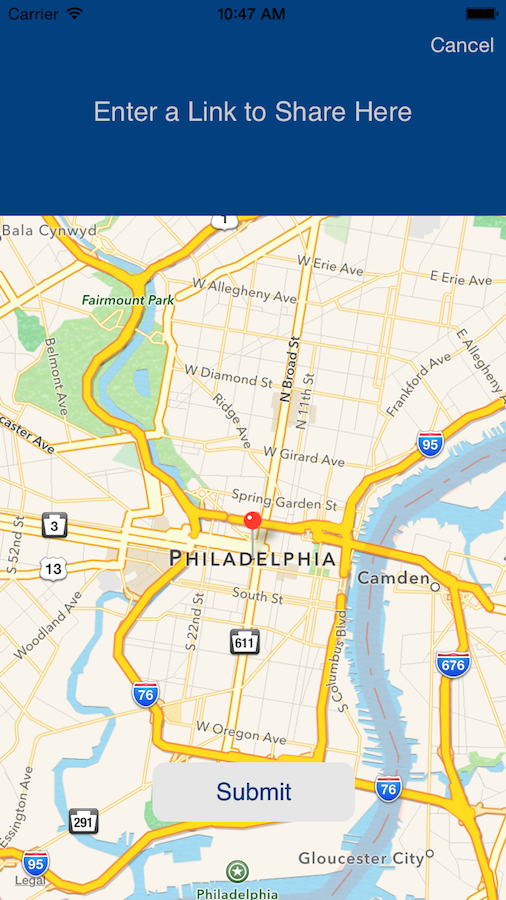 Carrier 10:47 AM
Cancel
Enter a Link to Share Here
1
Bala Cynwyd
W Erie Ave
E Erie Ave
W Allegheny Ave
Fairmount Park
E Allegheny A
N Broad St
Belmont Ave
Frankford Ave
W Diamond St
N 11th St
Ridge Ave
caster Ave
95
W Girard Ave
Spring Garden St
3
S 52nd St
PHILADELPHIA
13
Camden
South St
Woodland Ave
S 22nd St
611
S Columbus Blvd
676
76
W Oregon Ave
Submit
76
291
Essington Ave
95
Gloucester City
Legal
Philadelphia